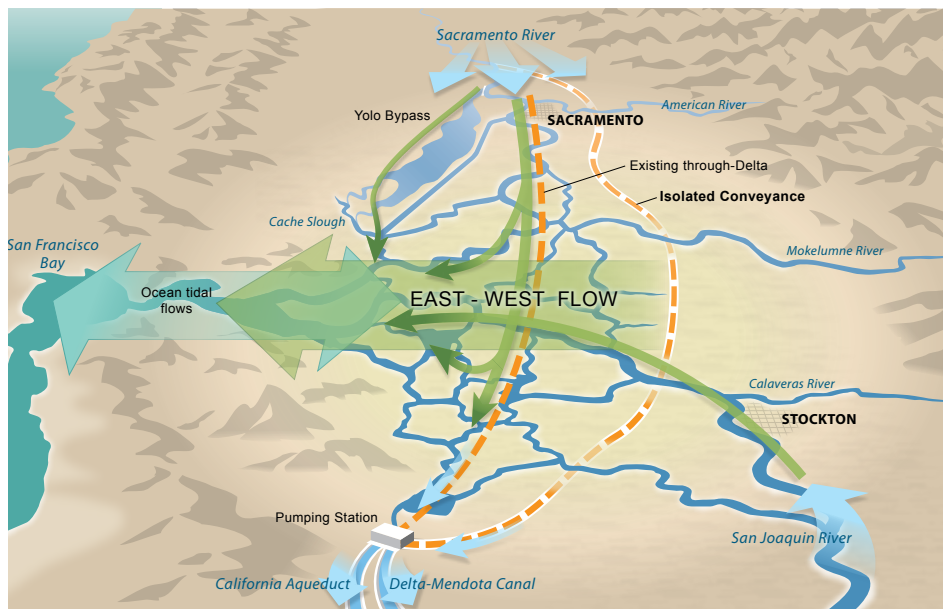 Sacramento River
American River
Yolo Bypass
SACRAMENTO
Existing through-Delta
Isolated Conveyance
Cache Slough
San Francisco
Bay
Mokelumne River
Ocean tidal
flows
EAST - WEST FLOW
Calaveras River
STOCKTON
Pumping Station
San Joaquin River
California Aqueduct
Delta-Mendota Canal